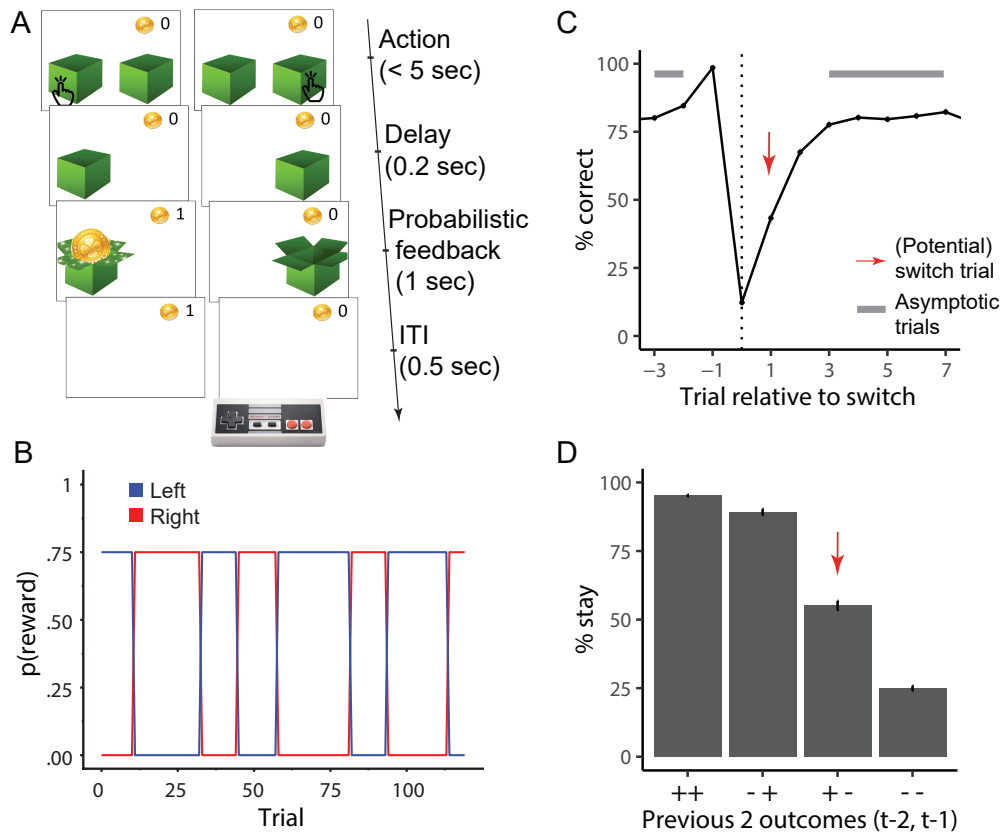 A
0
0
Action
(< 5 sec)
0
0
Delay
(0.2 sec)
1
0
Probabilistic
feedback
(1 sec)
1
0
ITI
(0.5 sec)
B
1
.75
.50
.25
.00
p(reward)
Left
Right
0
25
50
75
100
Trial
C
100
75
50
25
0
% correct
(Potential)
switch trial
Asymptotic
trials
−3
−1
1
3
5
7
Trial relative to switch
D
100
75
50
25
0
% stay
++
- +
+ -
- -
Previous 2 outcomes (t-2, t-1)